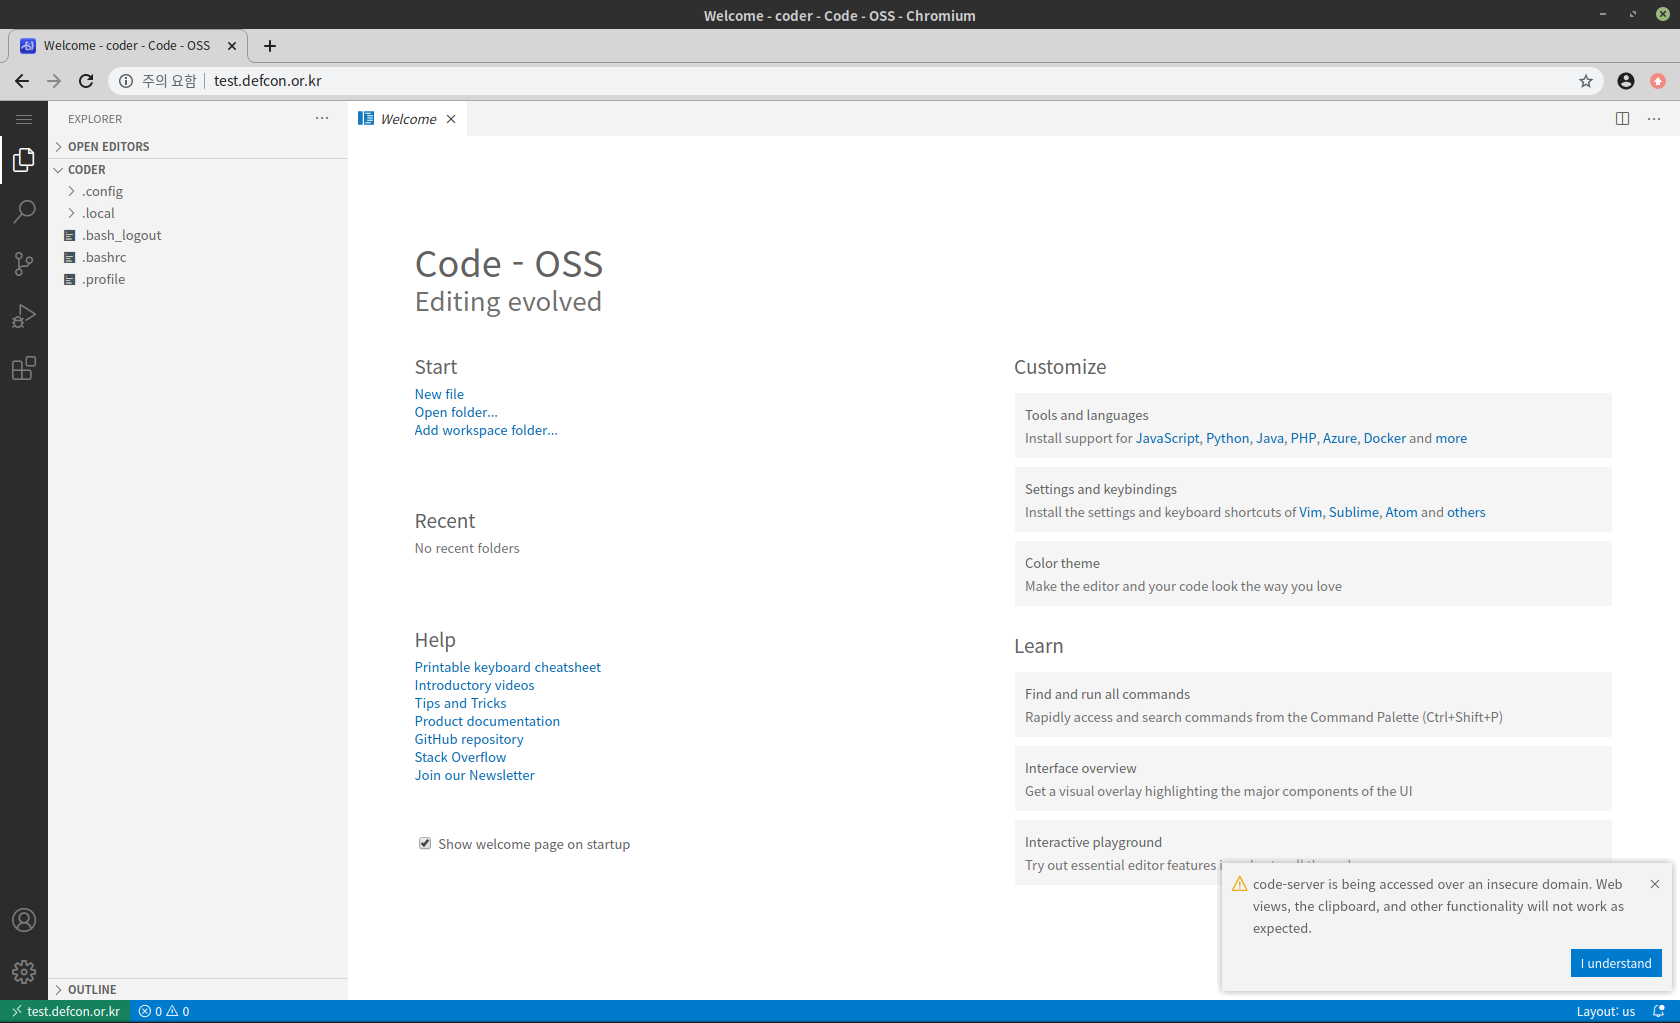 Welcome - coder - Code - OSS - Chromium
Welcome - coder - Code - OSS
주의 요함 | test.defcon.or.kr
EXPLORER
OPEN EDITORS
CODER
.config
.local
.bash_logout
.bashrc
.profile
OUTLINE
Welcome
Code - OSS
Editing evolved
Start
New file
Open folder...
Add workspace folder...
Recent
No recent folders
Help
Printable keyboard cheatsheet
Introductory videos
Tips and Tricks
Product documentation
GitHub repository
Stack Overflow
Join our Newsletter
Show welcome page on startup
Customize
Tools and languages
Install support for JavaScript, Python, Java, PHP, Azure, Docker and more
Settings and keybindings
Install the settings and keyboard shortcuts of Vim, Sublime, Atom and others
Color theme
Make the editor and your code look the way you love
Learn
Find and run all commands
Rapidly access and search commands from the Command Palette (Ctrl+Shift+P)
Interface overview
Get a visual overlay highlighting the major components of the UI
Interactive playground
Try out essential editor features
code-server is being accessed over an insecure domain. Web
views, the clipboard, and other functionality will not work as
expected.
I understand
test.defcon.or.kr 0 0
Layout: us